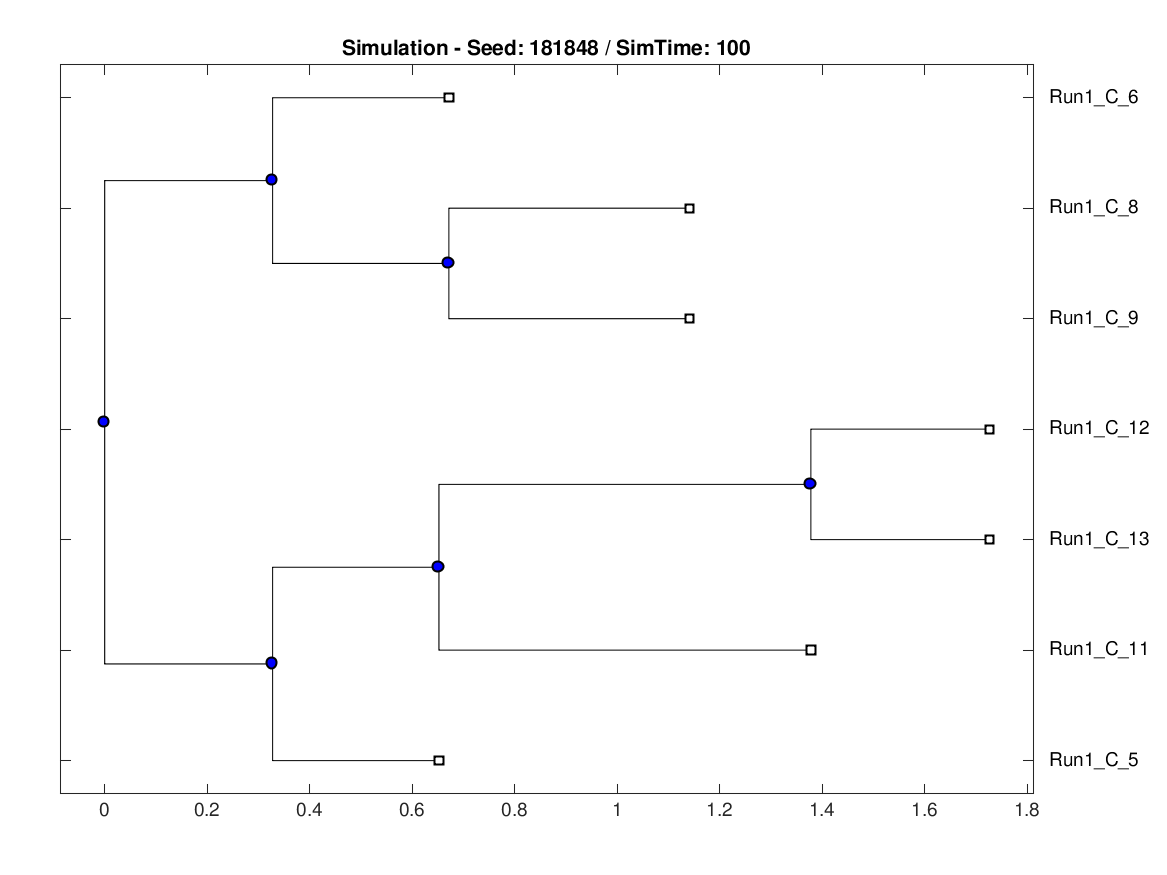 Simulation - Seed: 181848 / SimTime: 100
Run1_C_6
Run1_C_8
Run1_C_9
Run1_C_12
Run1_C_13
Run1_C_11
Run1_C_5
0 0.2 0.4 0.6 0.8 1 1.2 1.4 1.6 1.8